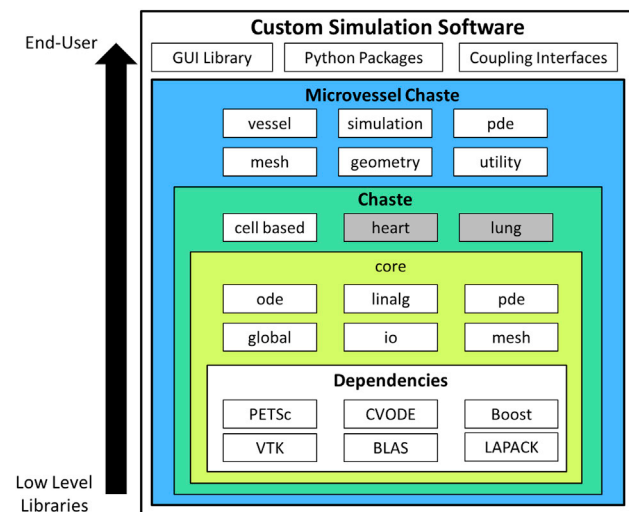 Custom Simulation Software
End-User
GUI Library Python Packages Coupling Interfaces
Microvessel Chaste
vessel simulation pde
mesh geometry utility
Chaste
cell based heart lung
core
ode linalg pde
global io mesh
Dependencies
PETSc CVODE Boost
VTK BLAS LAPACK
Low Level
Libraries